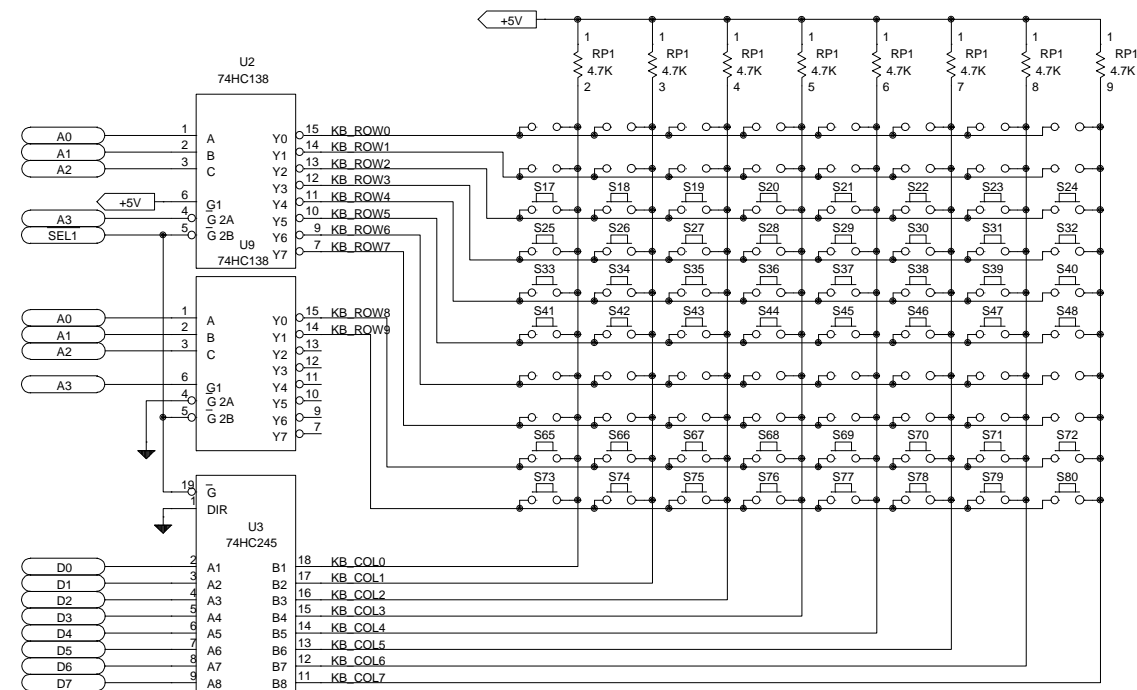 +5V
1 1 1 1 1 1 1 1
RP1 RP1 RP1 RP1 RP1 RP1 RP1 RP1
4.7K 4.7K 4.7K 4.7K 4.7K 4.7K 4.7K 4.7K
2 3 4 5 6 7 8 9
U2
74HC138
A0 1 A Y0 15 KB_ROW0
A1 2 B Y1 14 KB_ROW1
A2 3 C Y2 13 KB_ROW2
Y3 12 KB_ROW3
+5V 6 G1 Y4 11 KB_ROW4
A3 4 G 2A Y5 10 KB_ROW5
SEL1 5 G 2B Y6 9 KB_ROW6
Y7 7 KB_ROW7
S17 S18 S19 S20 S21 S22 S23 S24
S25 S26 S27 S28 S29 S30 S31 S32
S33 S34 S35 S36 S37 S38 S39 S40
S41 S42 S43 S44 S45 S46 S47 S48
S65 S66 S67 S68 S69 S70 S71 S72
S73 S74 S75 S76 S77 S78 S79 S80
U9
74HC138
A0 1 A Y0 15 KB_ROW8
A1 2 B Y1 14 KB_ROW9
A2 3 C Y2 13
Y3 12
A3 6 G1 Y4 11
4 G 2A Y5 10
5 G 2B Y6 9
Y7 7
19 G
1 DIR
U3
74HC245
D0 2 A1 B1 18 KB_COL0
D1 3 A2 B2 17 KB_COL1
D2 4 A3 B3 16 KB_COL2
D3 5 A4 B4 15 KB_COL3
D4 6 A5 B5 14 KB_COL4
D5 7 A6 B6 13 KB_COL5
D6 8 A7 B7 12 KB_COL6
D7 9 A8 B8 11 KB_COL7